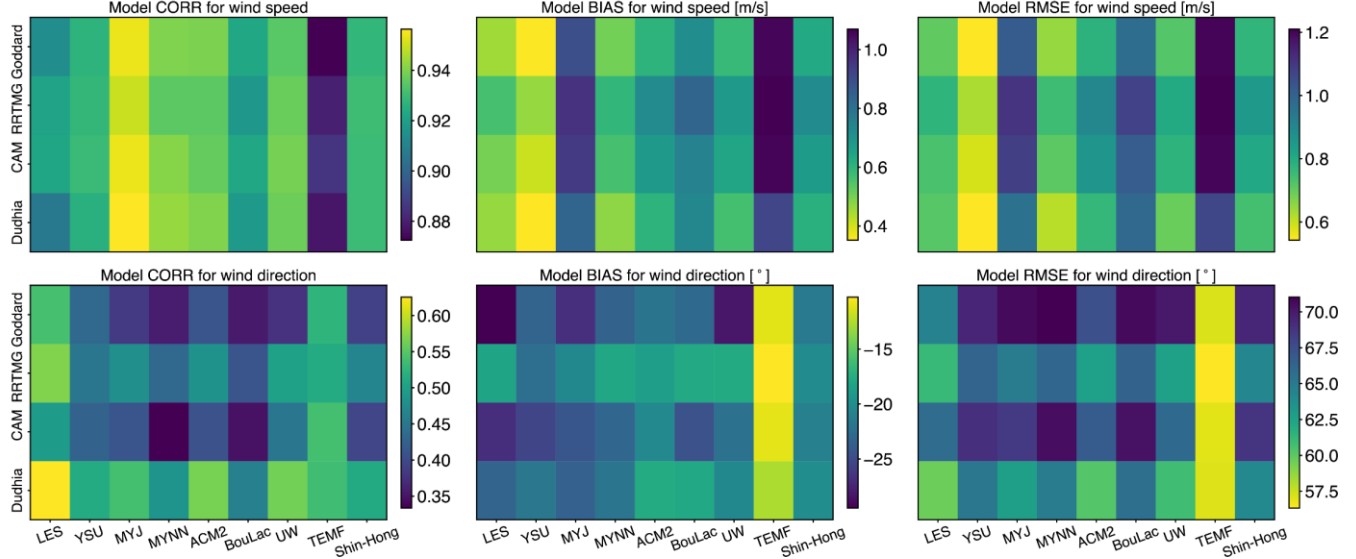 Model CORR for wind speed
Model BIAS for wind speed [m/s]
Model RMSE for wind speed [m/s]
Goddard
RRTMG
CAM
Dudhia
0.94
0.92
0.90
0.88
1.0
0.8
0.6
0.4
1.2
1.0
0.8
0.6
Model CORR for wind direction
Model BIAS for wind direction [ ° ]
Model RMSE for wind direction [ ° ]
Goddard
RRTMG
CAM
Dudhia
0.60
0.55
0.50
0.45
0.40
0.35
−15
−20
−25
70.0
67.5
65.0
62.5
60.0
57.5
LES YSU MYJ MYNN ACM2 BouLac UW TEMF Shin-Hong
LES YSU MYJ MYNN ACM2 BouLac UW TEMF Shin-Hong
LES YSU MYJ MYNN ACM2 BouLac UW TEMF Shin-Hong